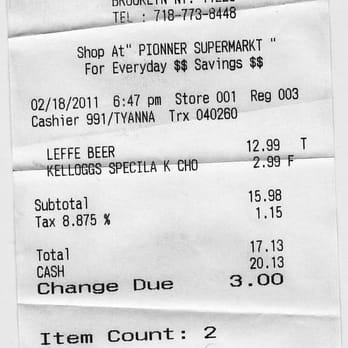 BROOKLYN NY. 11225
TEL : 718-773-8448
Shop At" PIONNER SUPERMARKT "
For Everyday $$ Savings $$
02/18/2011 6:47 pm Store 001 Reg 003
Cashier 991/TYANNA Trx 040260
LEFFE BEER 12.99 T
KELLOGGS SPECILA K CHO 2.99 F
Subtotal 15.98
Tax 8.875 % 1.15
Total 17.13
CASH 20.13
Change Due 3.00
Item Count: 2